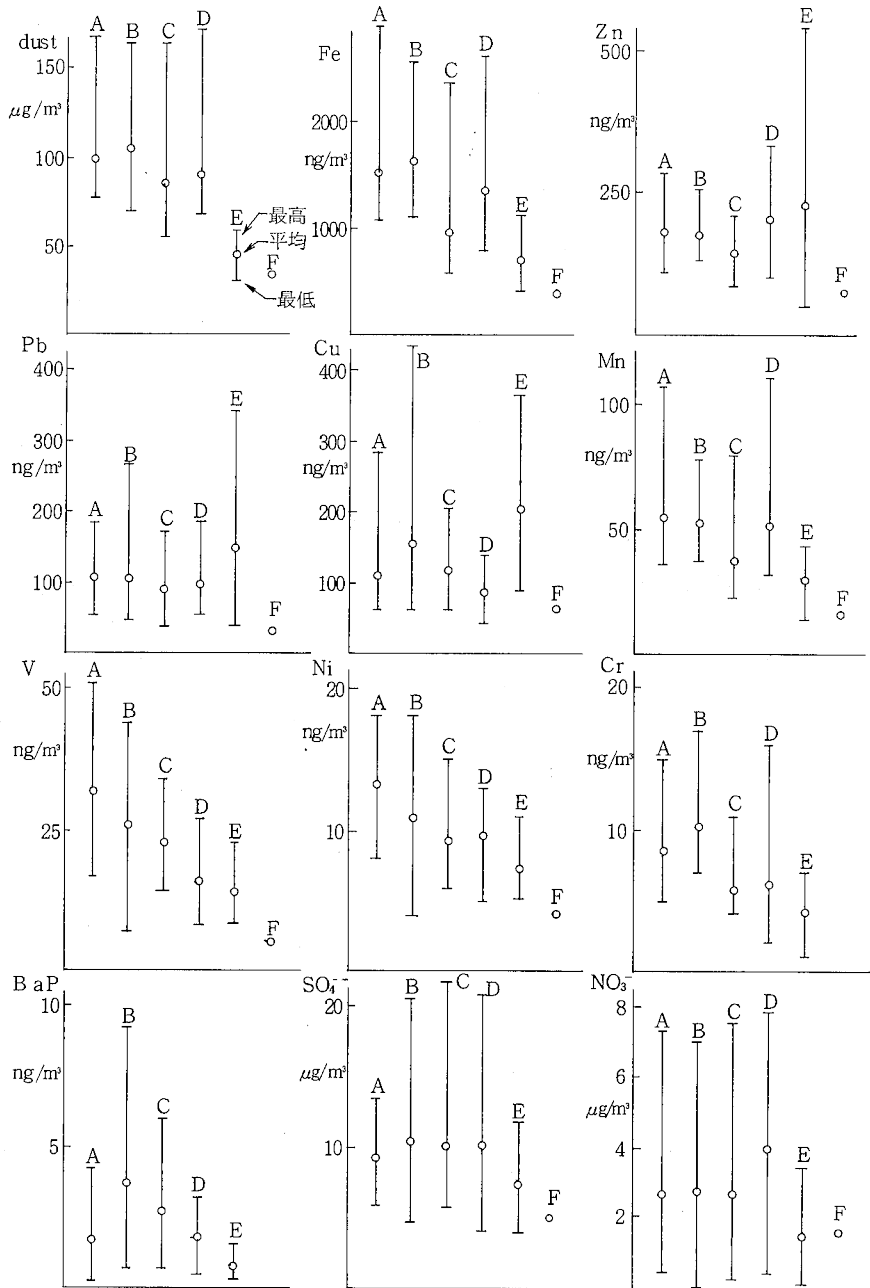 dust
150
μg/m³
100
50
A
B
C
D
E
F
最高
平均
最低
Fe
2000
ng/m³
1000
A
B
C
D
E
F
Zn
500
ng/m³
250
A
B
C
D
E
F
Pb
400
300
ng/m³
200
100
A
B
C
D
E
F
Cu
400
300
ng/m³
200
100
A
B
C
D
E
F
Mn
100
ng/m³
50
A
B
C
D
E
F
V
50
ng/m³
25
A
B
C
D
E
F
Ni
20
ng/m³
10
A
B
C
D
E
F
Cr
20
ng/m³
10
A
B
C
D
E
BaP
10
ng/m³
5
A
B
C
D
E
SO₄⁻⁻
20
μg/m³
10
A
B
C
D
E
F
NO₃⁻
8
6
μg/m³
4
2
A
B
C
D
E
F